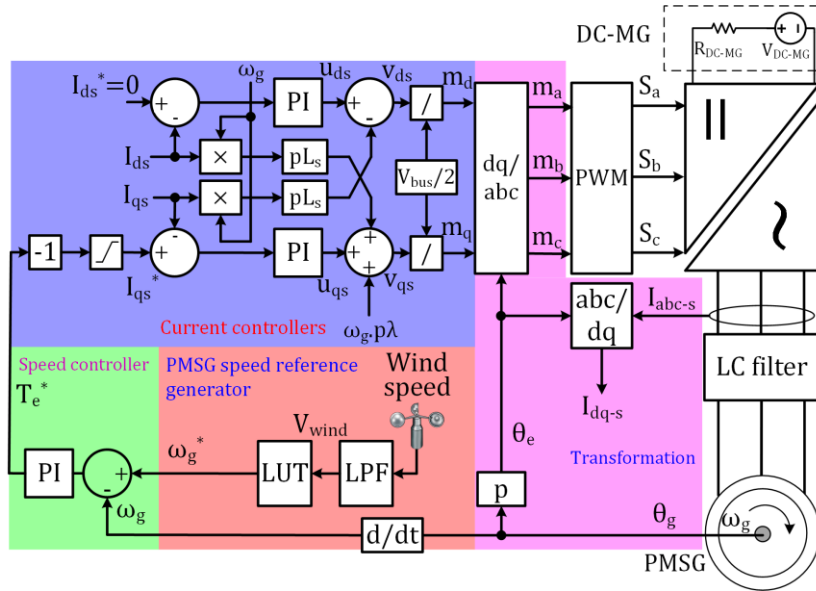 DC-MG
R_DC-MG
V_DC-MG
+ -
I_ds*=0
ω_g
u_ds
v_ds
m_d
m_a
S_a
+
-
PI
+
-
/
I_ds
×
pL_s
V_bus/2
dq/
abc
m_b
PWM
S_b
I_qs
×
pL_s
-1
-
+
I_qs*
PI
u_qs
+
+
+
v_qs
/
m_q
m_c
S_c
~
ω_g.pλ
Current controllers
abc/
dq
I_abc-s
I_dq-s
LC filter
Speed controller
T_e*
PMSG speed reference
generator
Wind
speed
V_wind
θ_e
Transformation
PI
+
-
ω_g*
LUT
LPF
p
ω_g
d/dt
θ_g
ω_g
PMSG